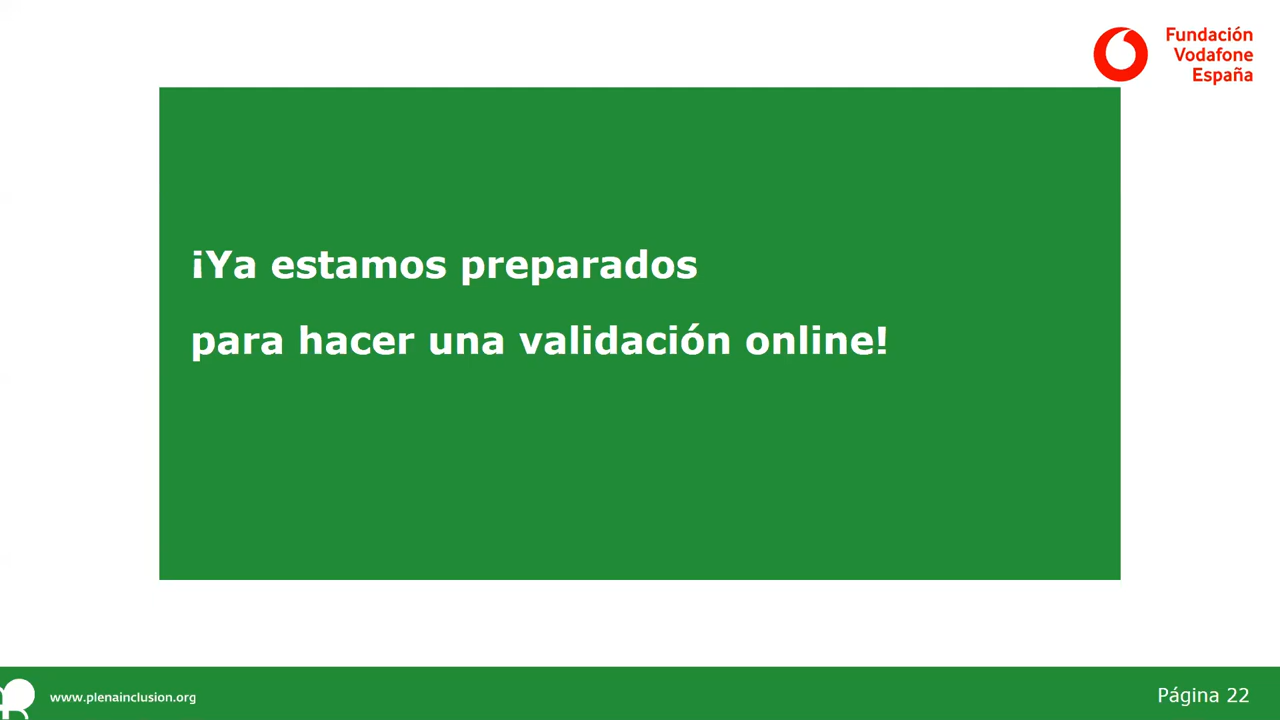 Fundación
Vodafone
España
¡Ya estamos preparados
para hacer una validación online!
www.plenainclusion.org
Página 22